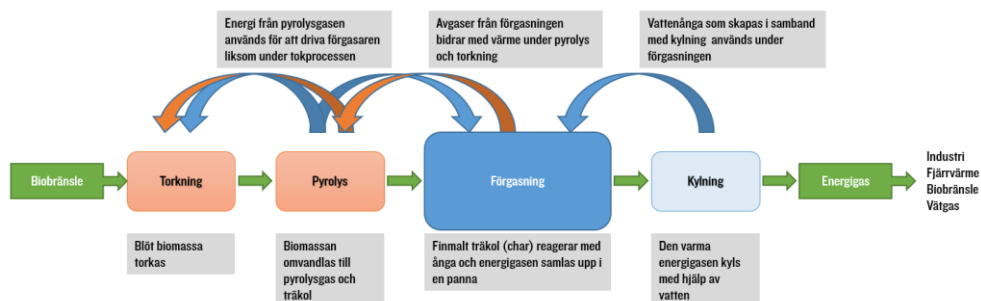 Energi från pyrolysgasen
används för att driva förgasaren
liksom under tokprocessen
Avgaser från förgasningen
bidrar med värme under pyrolys
och torkning
Vattenånga som skapas i samband
med kylning används under
förgasningen
Biobränsle
Torkning
Pyrolys
Förgasning
Kylning
Energigas
Industri
Fjärrvärme
Biobränsle
Vätgas
Blöt biomassa
torkas
Biomassan
omvandlas till
pyrolysgas och
träkol
Finmalt träkol (char) reagerar med
ånga och energigasen samlas upp i
en panna
Den varma
energigasen kyls
med hjälp av
vatten